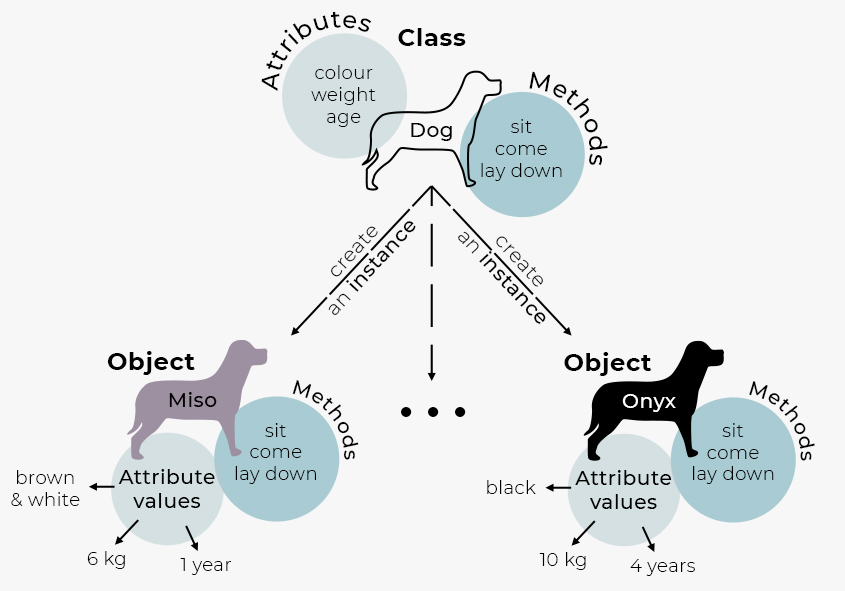 Attributes
Class
colour
weight
age
Dog
Methods
sit
come
lay down
create
an instance
create
an instance
Object
Miso
Methods
sit
come
lay down
Attribute
values
brown
& white
6 kg
1 year
Object
Onyx
Methods
sit
come
lay down
Attribute
values
black
10 kg
4 years